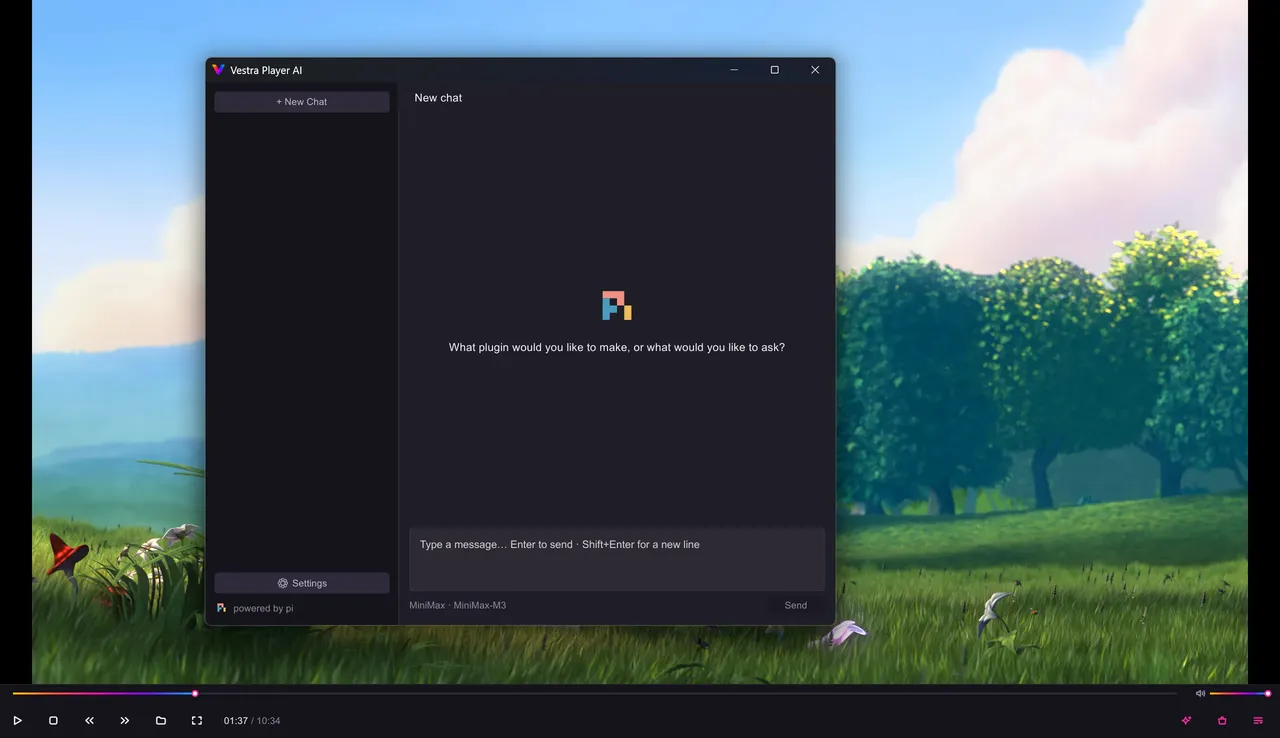 Vestra Player AI
+ New Chat
New chat
What plugin would you like to make, or what would you like to ask?
Type a message… Enter to send · Shift+Enter for a new line
Settings
powered by pi
MiniMax · MiniMax-M3
Send
01:37 / 10:34